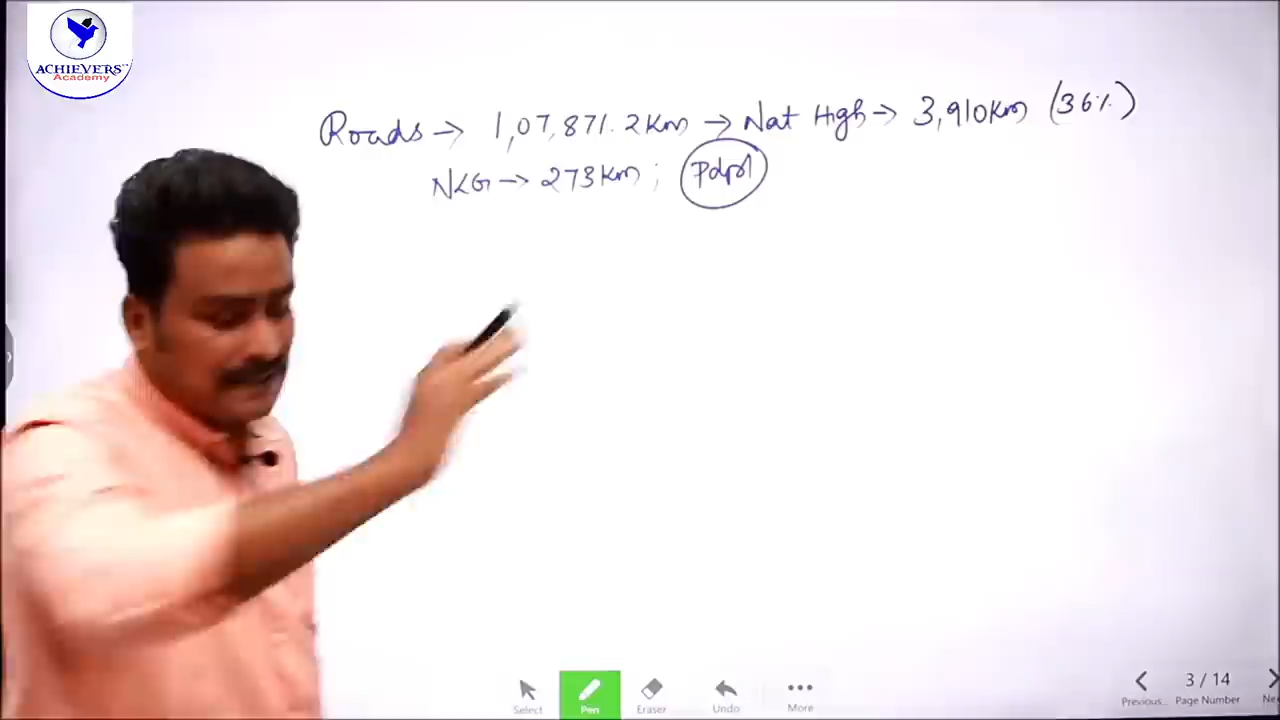 ACHIEVERS
Academy
Roads → 1,07,871.2Km → Nat High → 3,910Km (36%)
NLG → 273Km ; Pdpl
Select
Pen
Eraser
Undo
More
Previous..
3 / 14
Page Number